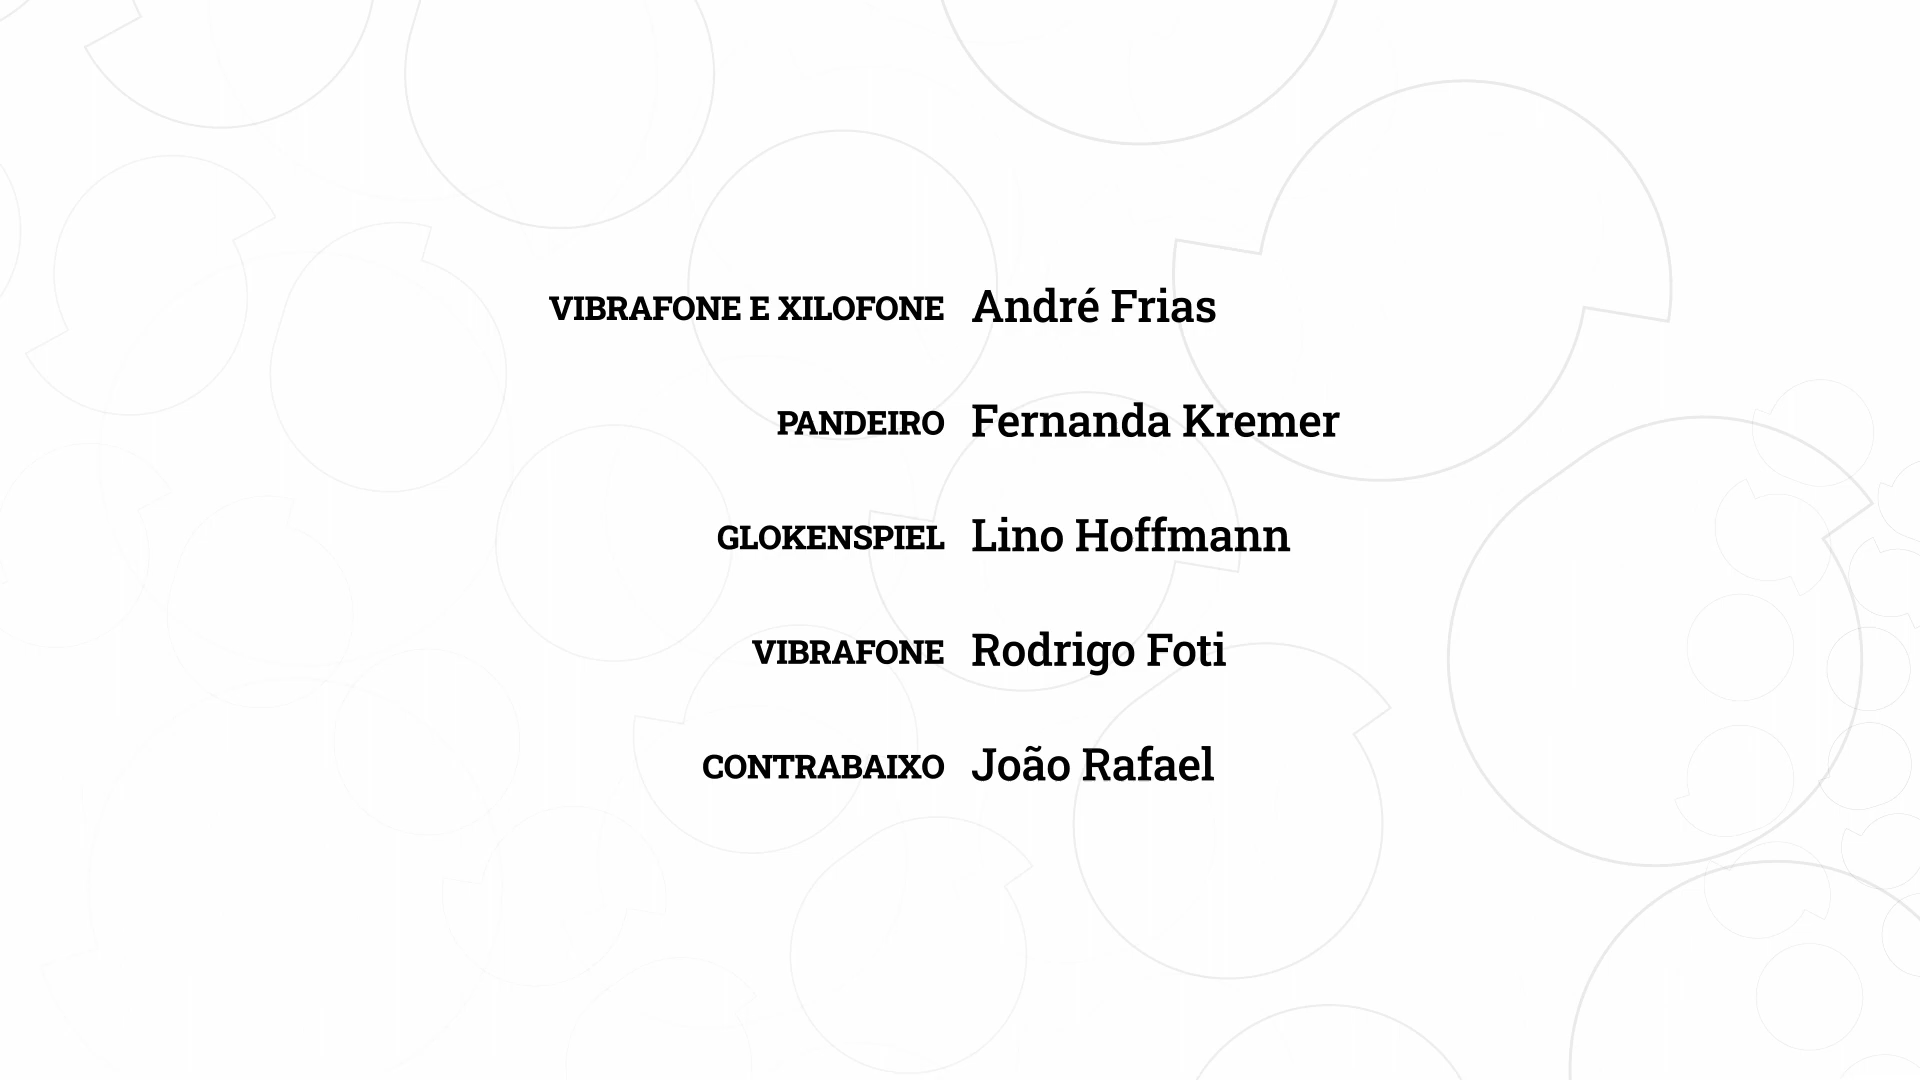 VIBRAFONE E XILOFONE André Frias
PANDEIRO Fernanda Kremer
GLOKENSPIEL Lino Hoffmann
VIBRAFONE Rodrigo Foti
CONTRABAIXO João Rafael